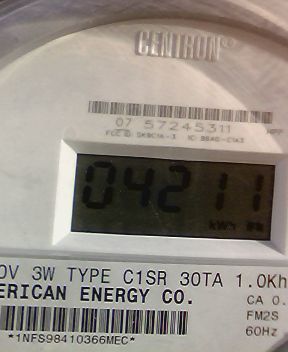 CENTRON®
07 57245311
04211
kWh
0V 3W TYPE C1SR 30TA 1.0Kh
ERICAN ENERGY CO.
CA 0.
FM2S
60Hz
*1NFS98410366MEC*